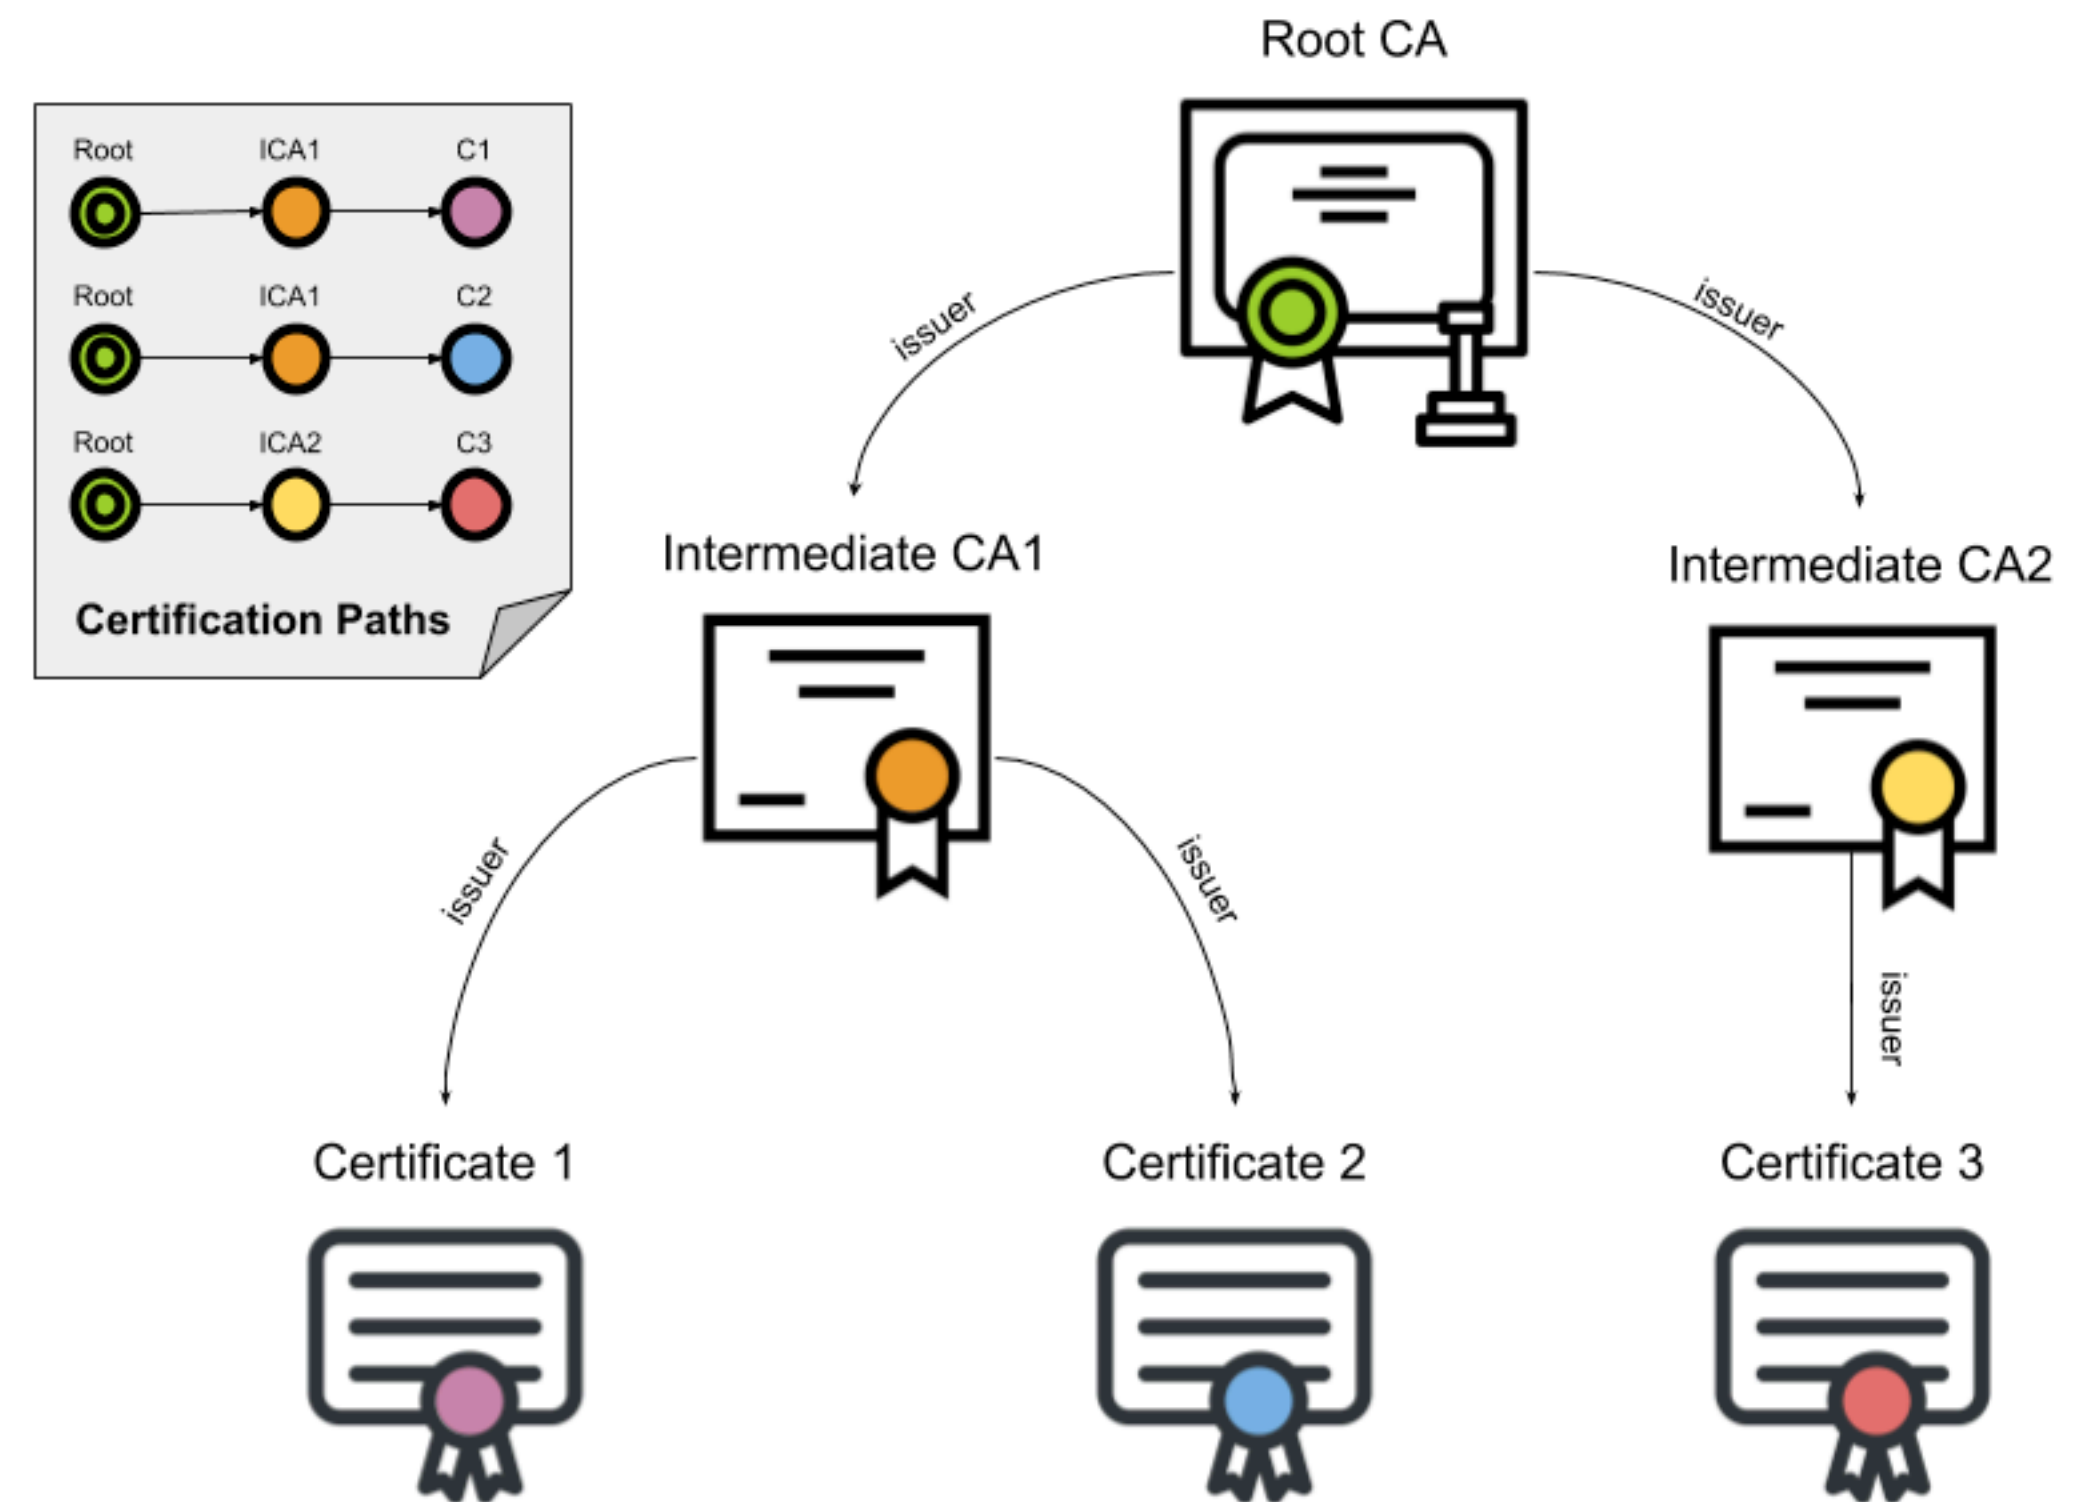 Root CA
Root ICA1 C1
Root ICA1 C2
Root ICA2 C3
Certification Paths
issuer
issuer
Intermediate CA1
Intermediate CA2
issuer
issuer
issuer
Certificate 1
Certificate 2
Certificate 3